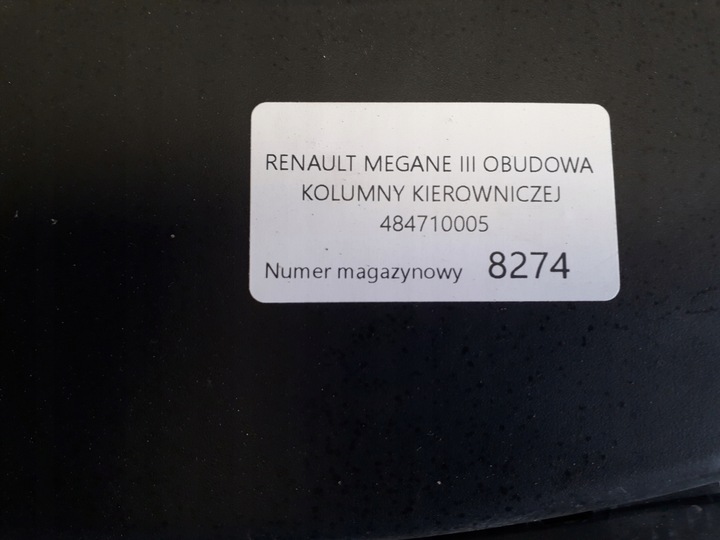 RENAULT MEGANE III OBUDOWA
KOLUMNY KIEROWNICZEJ
484710005
Numer magazynowy 8274